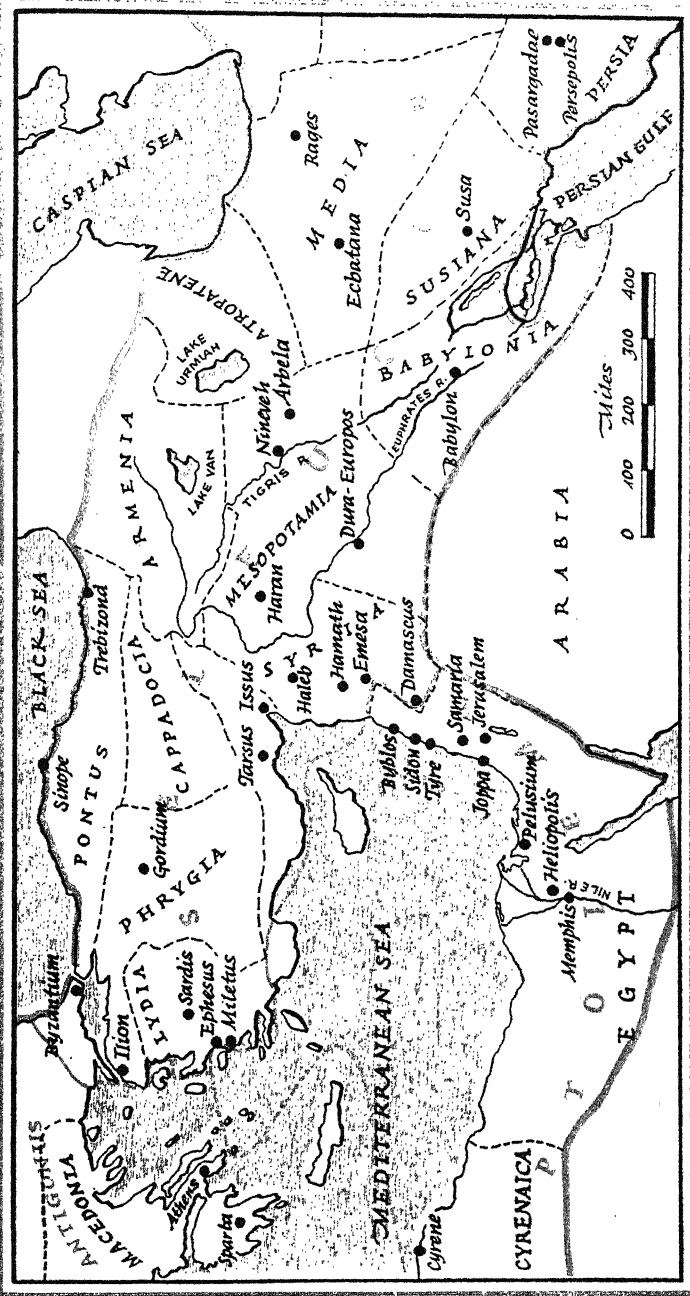 BLACK SEA
CASPIAN SEA
MACEDONIA
Byzantium
Sinope
Trebizond
PONTUS
ARMENIA
ATROPATENE
Ilion
LYDIA
PHRYGIA
Gordium
CAPPADOCIA
LAKE VAN
LAKE
URMIAH
Athens
Sparta
Sardis
Ephesus
Miletus
Tarsus
Issus
Haran
TIGRIS R.
Nineveh
Arbela
MEDIA
Rages
Ecbatana
SYRIA
Haleb
Hamath
Emesa
MESOPOTAMIA
Dura-Europos
EUPHRATES R.
BABYLONIA
Babylon
SUSIANA
Susa
Pasargadae
Persepolis
PERSIA
PERSIAN GULF
MEDITERRANEAN SEA
Byblos
Sidon
Tyre
Damascus
Samaria
Jerusalem
Joppa
Cyrene
CYRENAICA
Pelusium
Heliopolis
Memphis
NILE R.
EGYPT
ARABIA
Miles
0 100 200 300 400